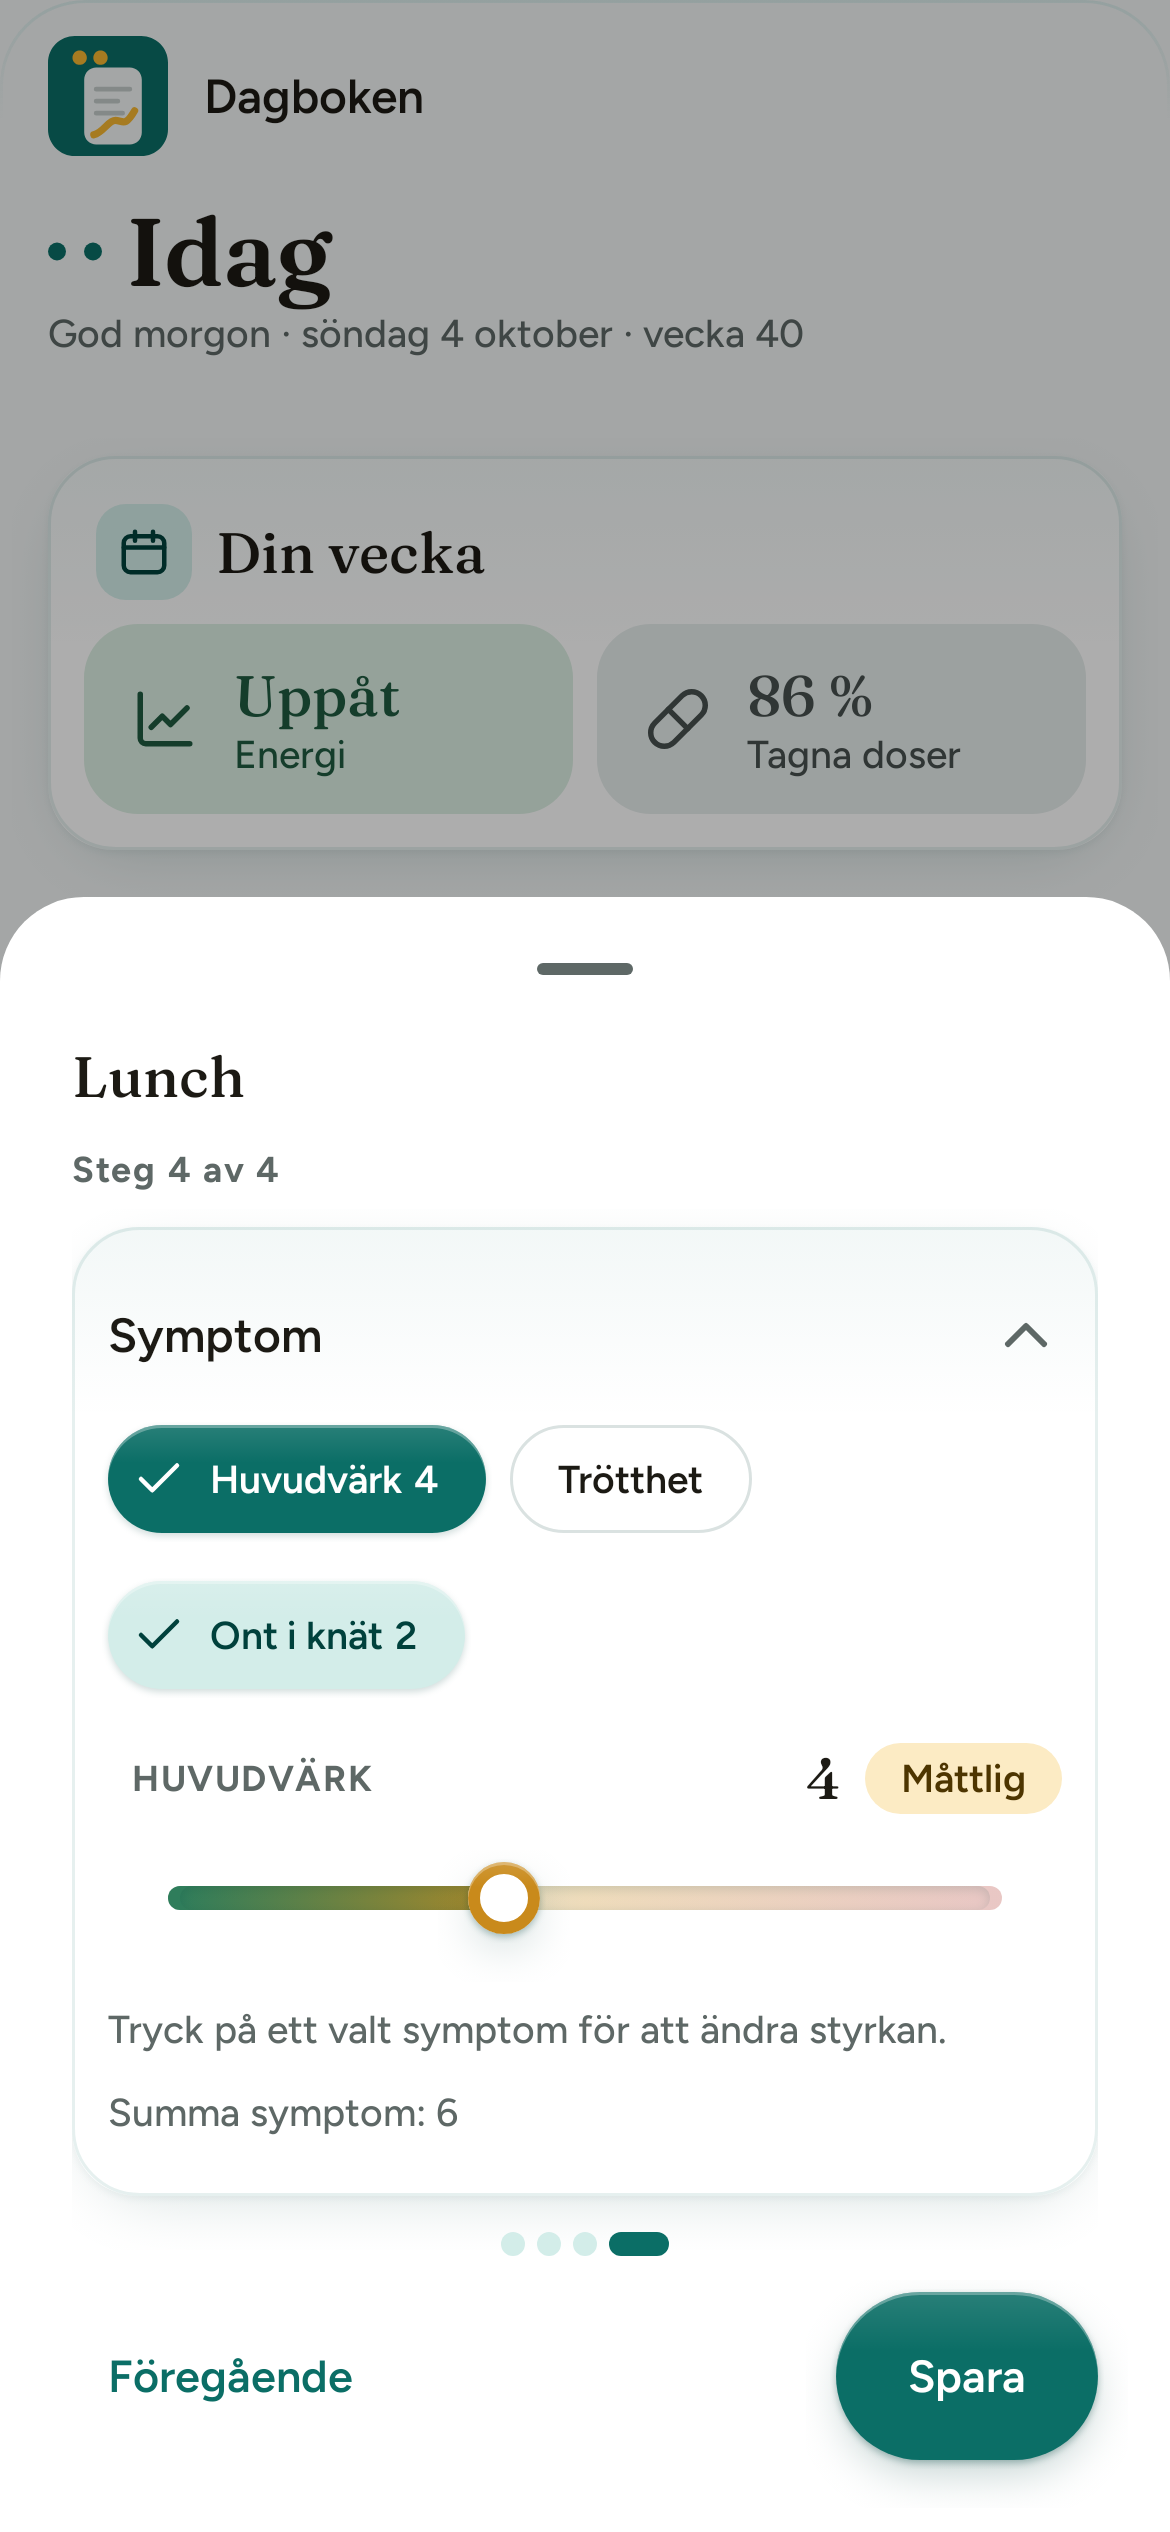 Dagboken
Idag
God morgon · söndag 4 oktober · vecka 40
Din vecka
Uppåt
Energi
86 %
Tagna doser
Lunch
Steg 4 av 4
Symptom
Huvudvärk 4
Trötthet
Ont i knät 2
HUVUDVÄRK
4
Måttlig
Tryck på ett valt symptom för att ändra styrkan.
Summa symptom: 6
Föregående
Spara